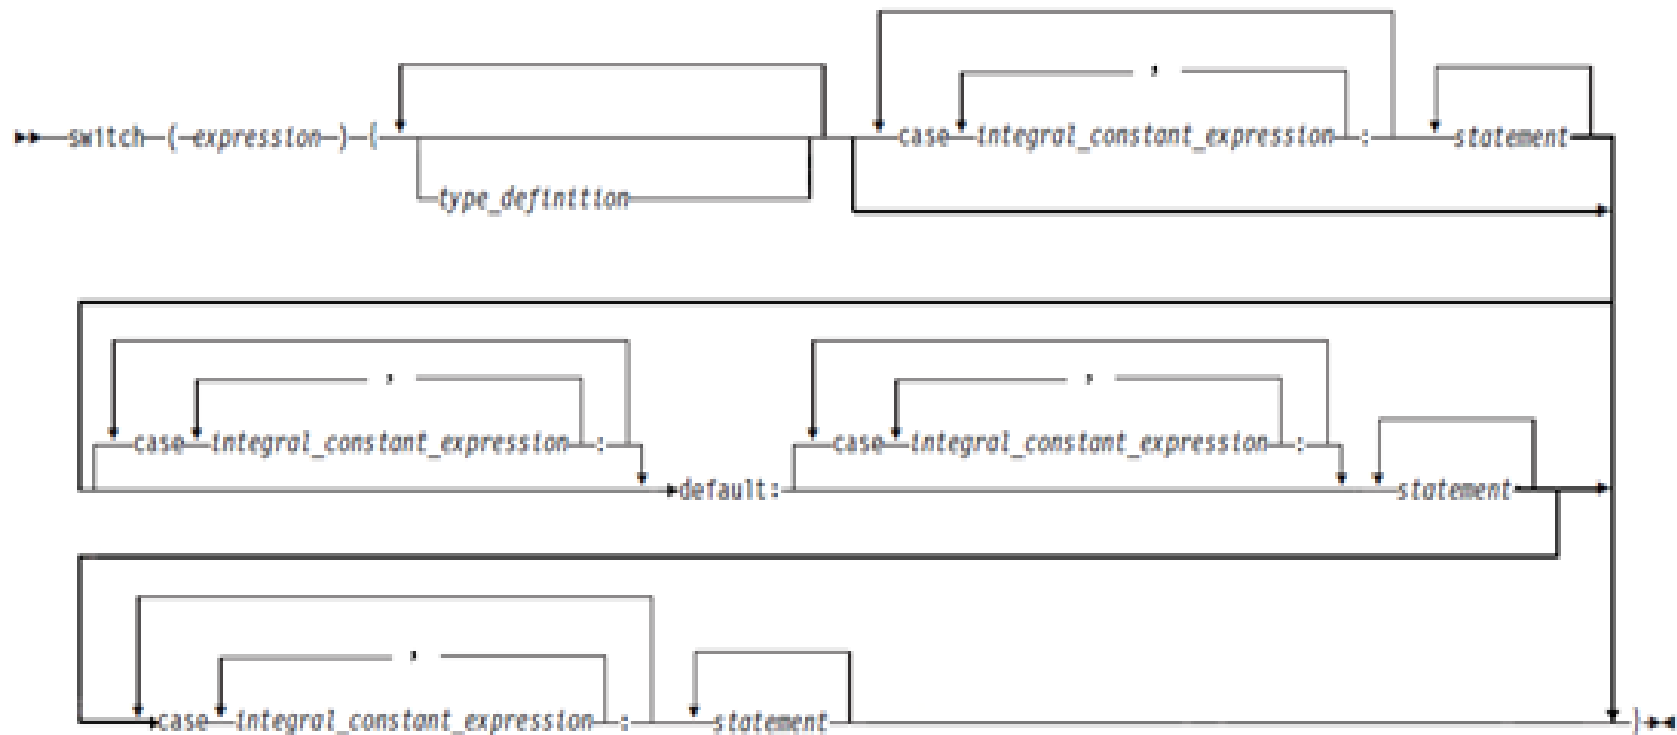 ,
switch ( expression ) { case integral_constant_expression : statement
type_definition
, ,
case integral_constant_expression : case integral_constant_expression :
default: statement
,
case integral_constant_expression : statement }